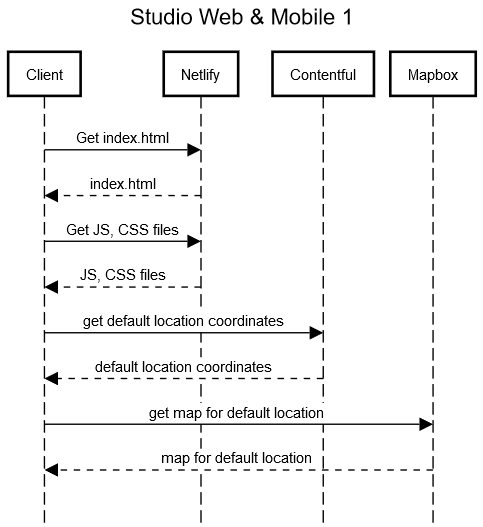 Studio Web & Mobile 1
Client Netlify Contentful Mapbox
Get index.html
index.html
Get JS, CSS files
JS, CSS files
get default location coordinates
default location coordinates
get map for default location
map for default location